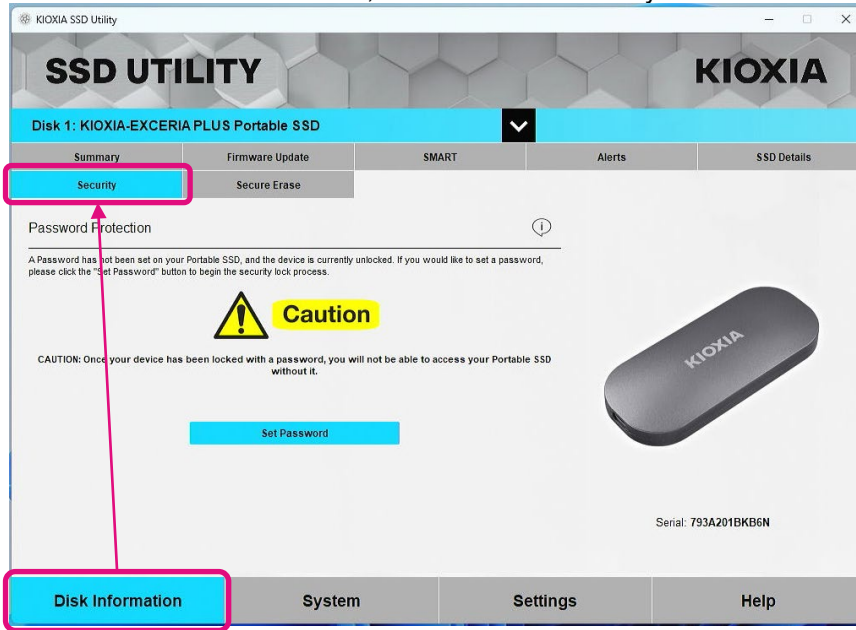 KIOXIA SSD Utility
SSD UTILITY
KIOXIA
Disk 1: KIOXIA-EXCERIA PLUS Portable SSD
Summary
Firmware Update
SMART
Alerts
SSD Details
Security
Secure Erase
Password Protection
A Password has not been set on your Portable SSD, and the device is currently unlocked. If you would like to set a password,
please click the "Set Password" button to begin the security lock process.
Caution
CAUTION: Once your device has been locked with a password, you will not be able to access your Portable SSD
without it.
KIOXIA
Set Password
Serial: 793A201BKB6N
Disk Information
System
Settings
Help